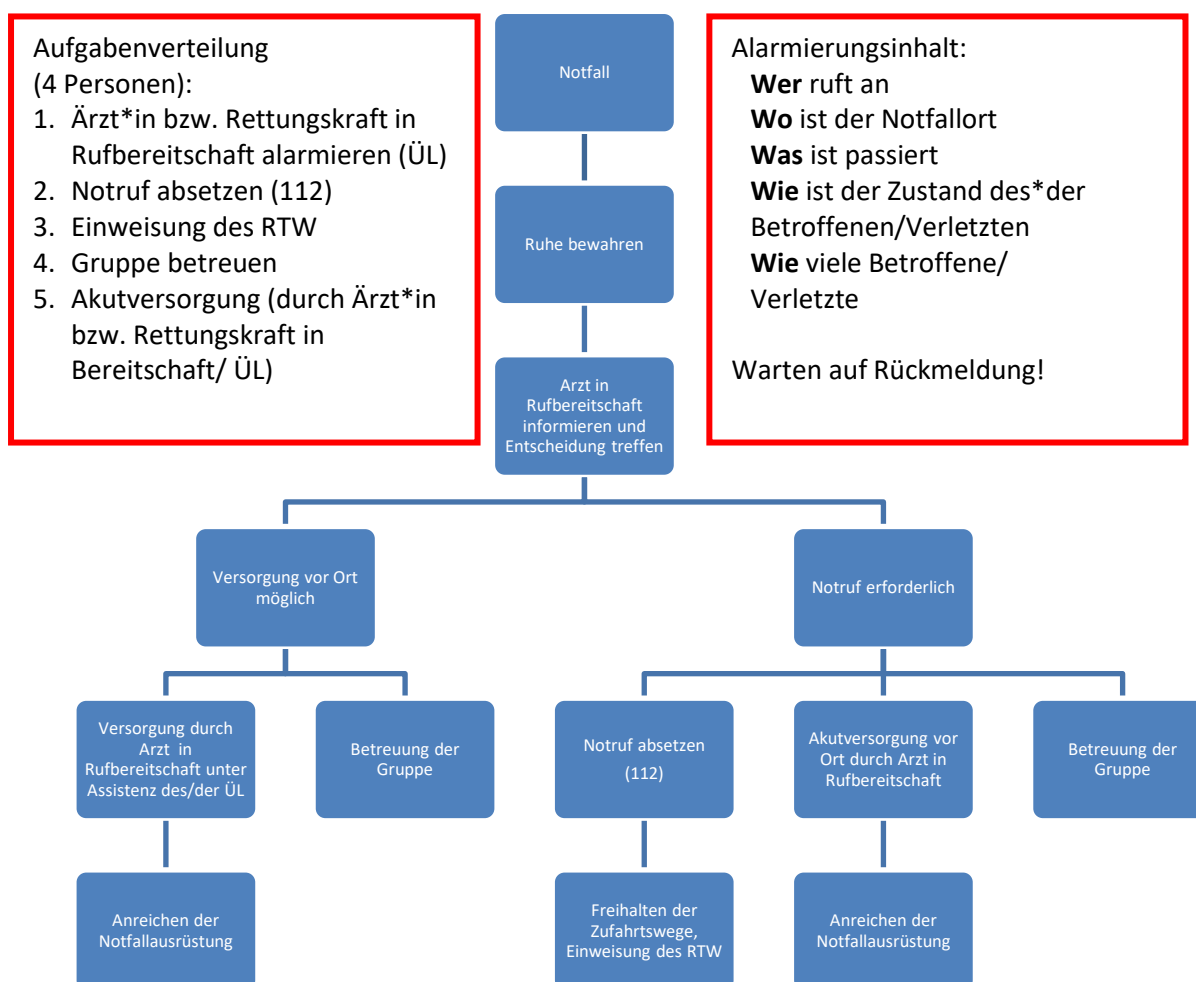 Aufgabenverteilung
(4 Personen):
1. Ärzt*in bzw. Rettungskraft in
Rufbereitschaft alarmieren (ÜL)
2. Notruf absetzen (112)
3. Einweisung des RTW
4. Gruppe betreuen
5. Akutversorgung (durch Ärzt*in
bzw. Rettungskraft in
Bereitschaft/ ÜL)
Notfall
Ruhe bewahren
Arzt in
Rufbereitschaft
informieren und
Entscheidung treffen
Alarmierungsinhalt:
Wer ruft an
Wo ist der Notfallort
Was ist passiert
Wie ist der Zustand des*der
Betroffenen/Verletzten
Wie viele Betroffene/
Verletzte
Warten auf Rückmeldung!
Versorgung vor Ort
möglich
Notruf erforderlich
Versorgung durch
Arzt in
Rufbereitschaft unter
Assistenz des/der ÜL
Betreuung der
Gruppe
Notruf absetzen
(112)
Akutversorgung vor
Ort durch Arzt in
Rufbereitschaft
Betreuung der
Gruppe
Anreichen der
Notfallausrüstung
Freihalten der
Zufahrtswege,
Einweisung des RTW
Anreichen der
Notfallausrüstung